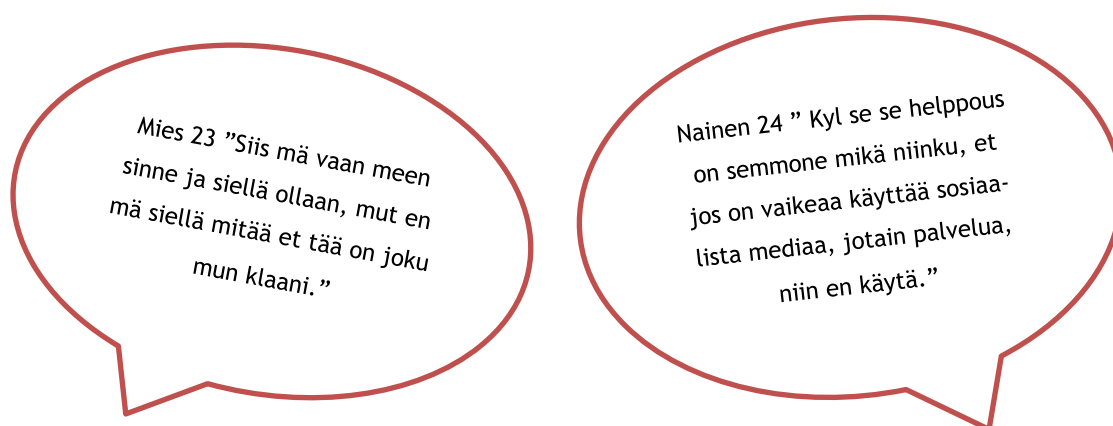 Mies 23 ”Siis mä vaan meen
sinne ja siellä ollaan, mut en
mä siellä mitää et tää on joku
mun klaani.”
Nainen 24 ” Kyl se se helppous
on semmone mikä niinku, et
jos on vaikeaa käyttää sosiaa-
lista mediaa, jotain palvelua,
niin en käytä.”